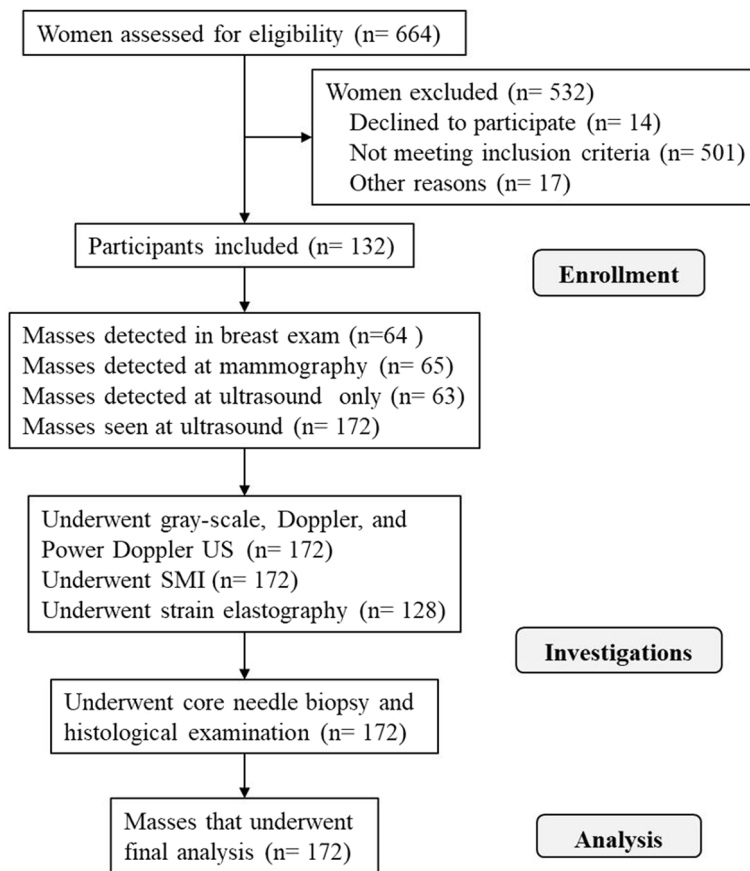 Women assessed for eligibility (n= 664)
Women excluded (n= 532)
Declined to participate (n= 14)
Not meeting inclusion criteria (n= 501)
Other reasons (n= 17)
Participants included (n= 132)
Enrollment
Masses detected in breast exam (n=64 )
Masses detected at mammography (n= 65)
Masses detected at ultrasound only (n= 63)
Masses seen at ultrasound (n= 172)
Underwent gray-scale, Doppler, and
Power Doppler US (n= 172)
Underwent SMI (n= 172)
Underwent strain elastography (n= 128)
Investigations
Underwent core needle biopsy and
histological examination (n= 172)
Masses that underwent
final analysis (n= 172)
Analysis